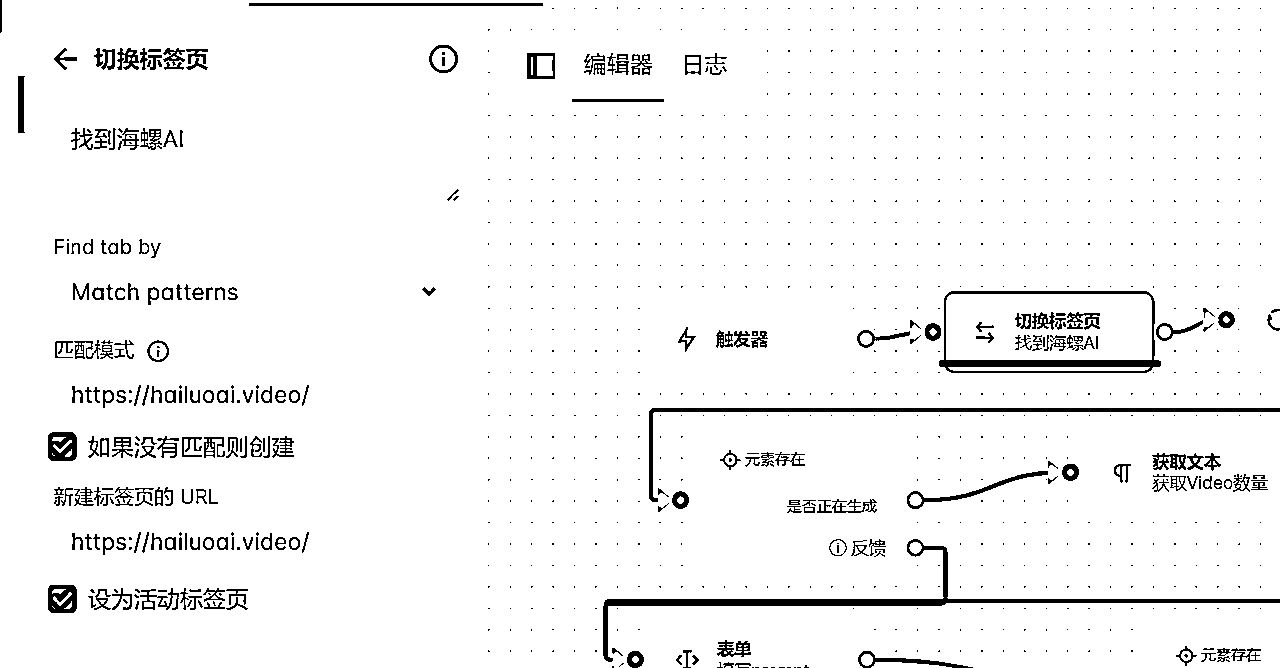 切换标签页
找到海螺AI
Find tab by
Match patterns
匹配模式
https://hailuoai.video/
如果没有匹配则创建
新建标签页的 URL
https://hailuoai.video/
设为活动标签页
编辑器 日志
触发器
切换标签页
找到海螺AI
元素存在
是否正在生成
反馈
获取文本
获取Video数量
表单
元素存在